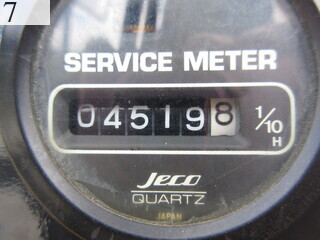 7
SERVICE METER
045198
1/10
H
Jeco
QUARTZ
JAPAN